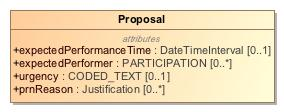 Proposal
attributes
+expectedPerformanceTime : DateTimeInterval [0..1]
+expectedPerformer : PARTICIPATION [0..*]
+urgency : CODED_TEXT [0..1]
+prnReason : Justification [0..*]